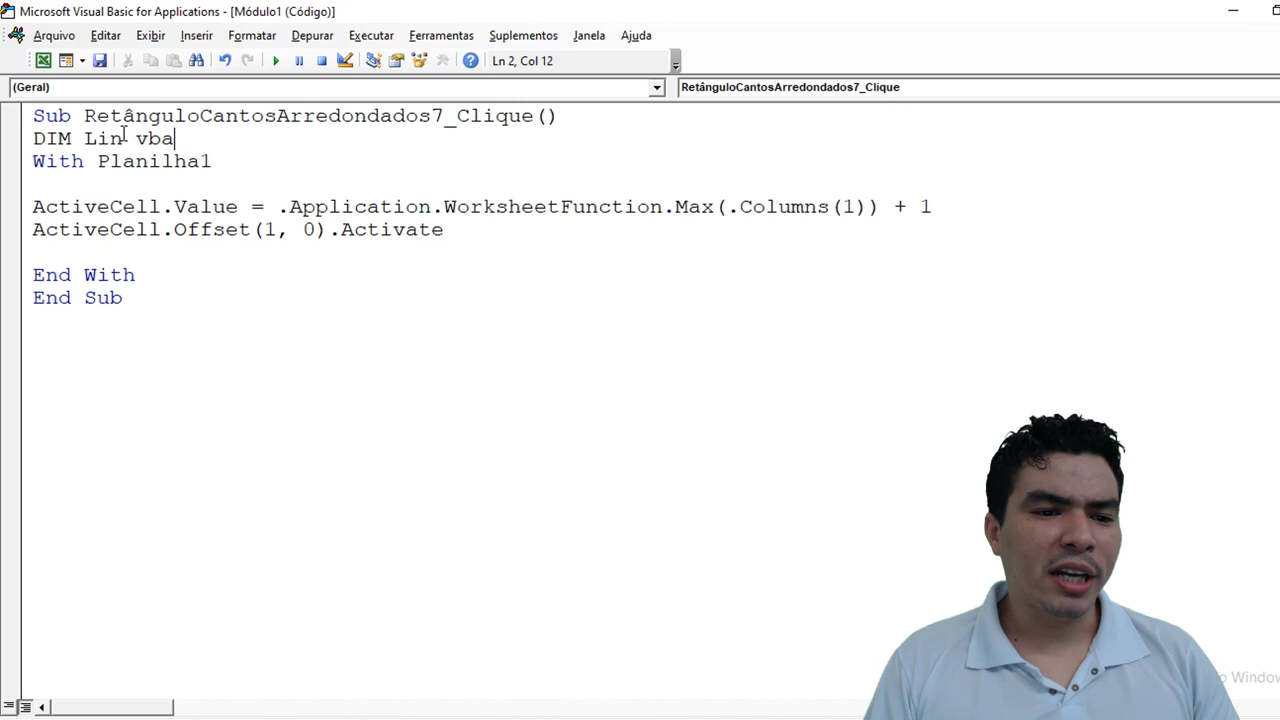 Microsoft Visual Basic for Applications - [Módulo1 (Código)]
Arquivo Editar Exibir Inserir Formatar Depurar Executar Ferramentas Suplementos Janela Ajuda
Ln 2, Col 12
(Geral) RetânguloCantosArredondados7_Clique
Sub RetânguloCantosArredondados7_Clique()
DIM Lin vba
With Planilha1
ActiveCell.Value = .Application.WorksheetFunction.Max(.Columns(1)) + 1
ActiveCell.Offset(1, 0).Activate
End With
End Sub